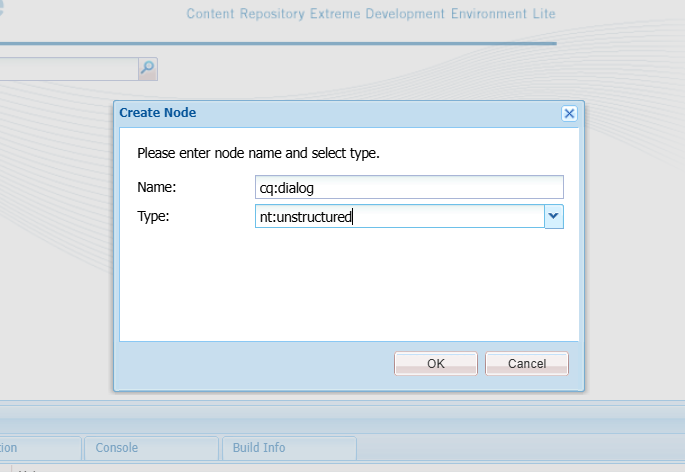 Content Repository Extreme Development Environment Lite
Create Node
Please enter node name and select type.
Name:
cq:dialog
Type:
nt:unstructured
OK
Cancel
Console
Build Info